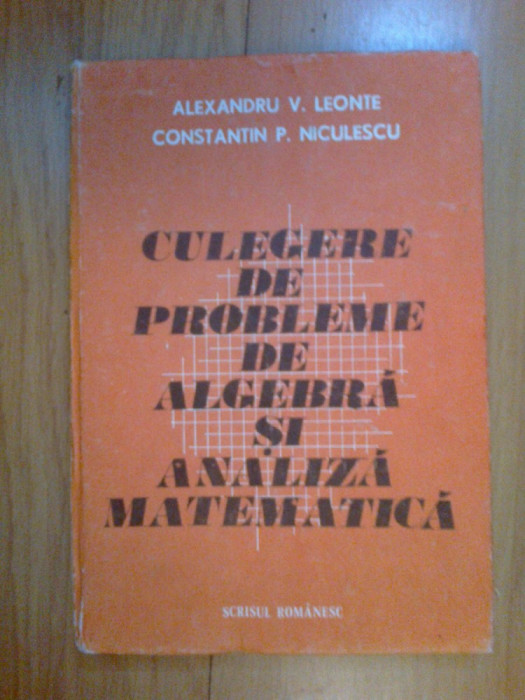 ALEXANDRU V. LEONTE
CONSTANTIN P. NICULESCU
CULEGERE
DE
PROBLEME
DE
ALGEBRĂ
ȘI
ANALIZĂ
MATEMATICĂ
SCRISUL ROMÂNESC